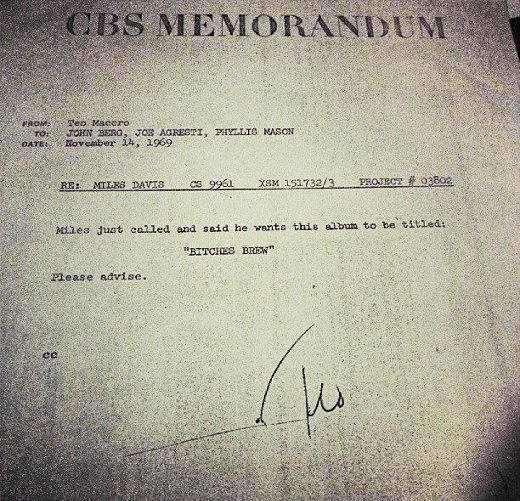 CBS MEMORANDUM
FROM: Teo Macero
TO: JOHN BERG, JOE AGRESTI, PHYLLIS MASON
DATE: November 14, 1969
RE: MILES DAVIS CS 9961 XSM 151732/3 PROJECT # 03802
Miles just called and said he wants this album to be titled:
"BITCHES BREW"
Please advise.
cc
Teo